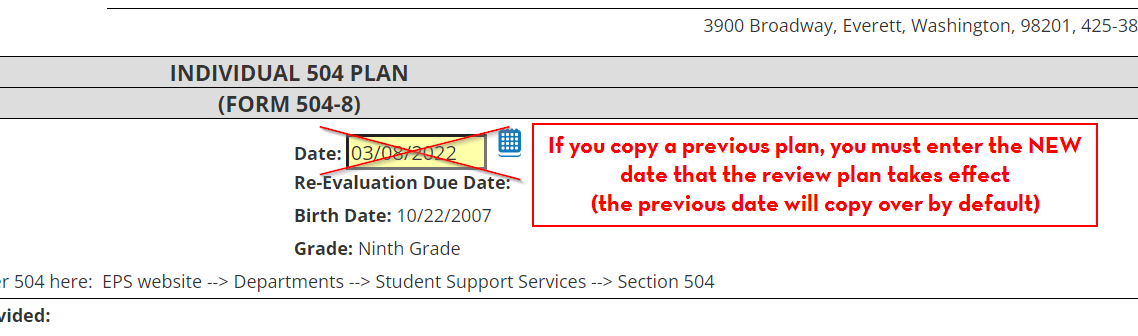 3900 Broadway, Everett, Washington, 98201, 425-38
INDIVIDUAL 504 PLAN
(FORM 504-8)
Date: 03/08/2022
If you copy a previous plan, you must enter the NEW
date that the review plan takes effect
(the previous date will copy over by default)
Re-Evaluation Due Date:
Birth Date: 10/22/2007
Grade: Ninth Grade
er 504 here: EPS website --> Departments --> Student Support Services --> Section 504
vided: